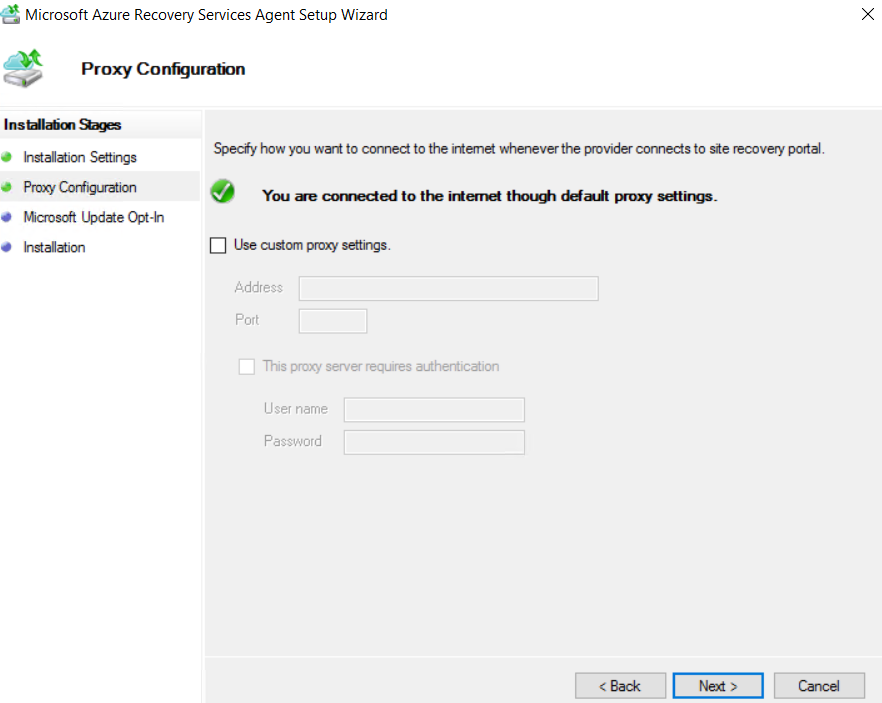 Microsoft Azure Recovery Services Agent Setup Wizard
Proxy Configuration
Installation Stages
Installation Settings
Proxy Configuration
Microsoft Update Opt-In
Installation
Specify how you want to connect to the internet whenever the provider connects to site recovery portal.
You are connected to the internet though default proxy settings.
Use custom proxy settings.
Address
Port
This proxy server requires authentication
User name
Password
< Back
Next >
Cancel